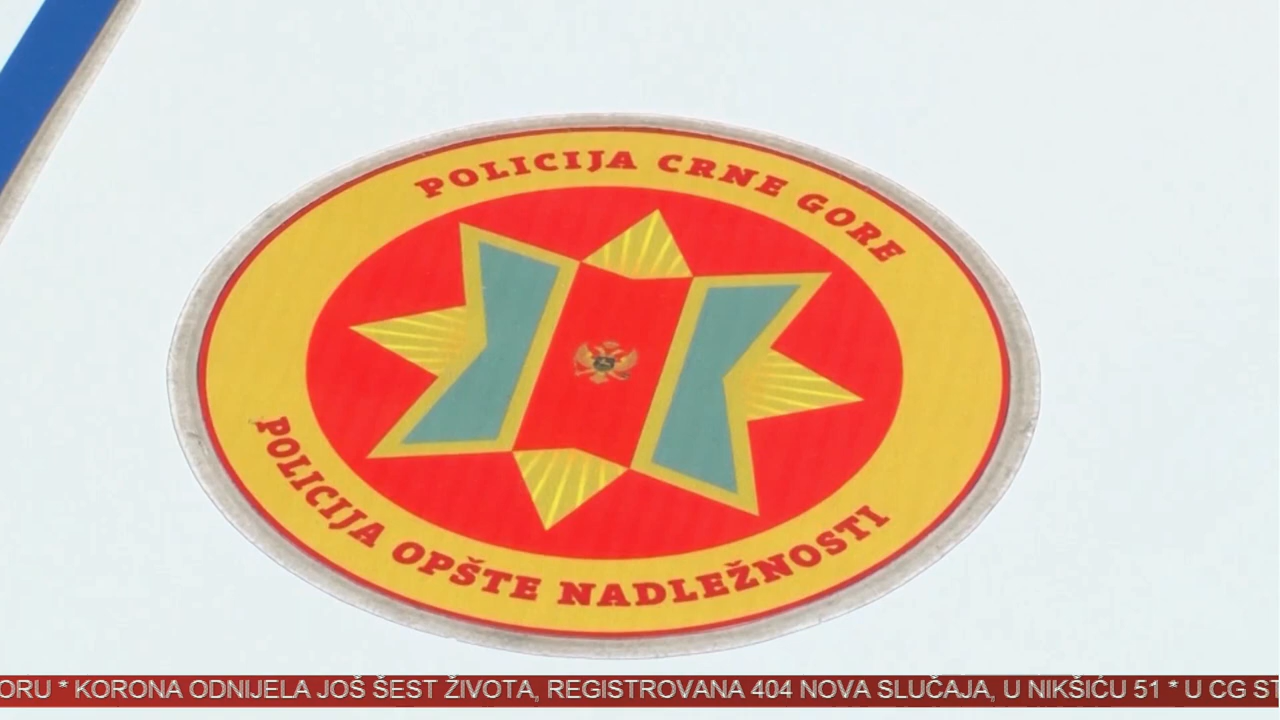 POLICIJA CRNE GORE
POLICIJA OPŠTE NADLEŽNOSTI
* KORONA ODNIJELA JOŠ ŠEST ŽIVOTA, REGISTROVANA 404 NOVA SLUČAJA, U NIKŠIĆU 51 * U CG